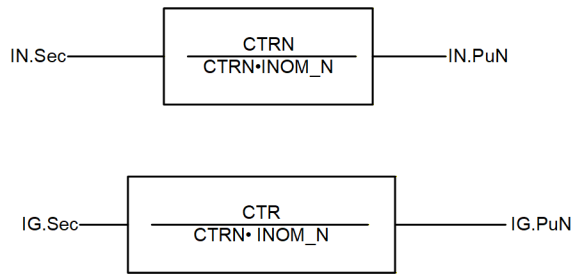 CTRN
IN.Sec
CTRN•INOM_N
IN.PuN
CTR
IG.Sec
CTRN• INOM_N
IG.PuN